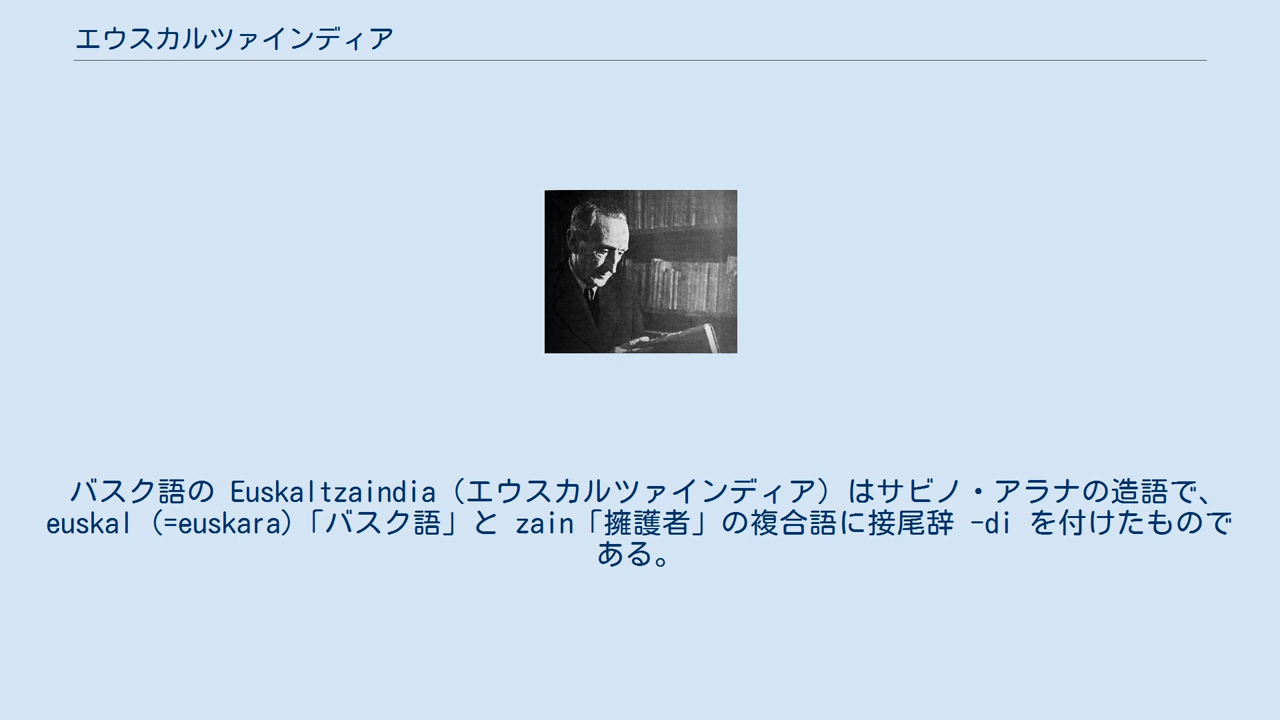 エウスカルツァインディア
バスク語の Euskaltzaindia（エウスカルツァインディア）はサビノ・アラナの造語で、
euskal（=euskara）「バスク語」と zain「擁護者」の複合語に接尾辞 -di を付けたもので
ある。